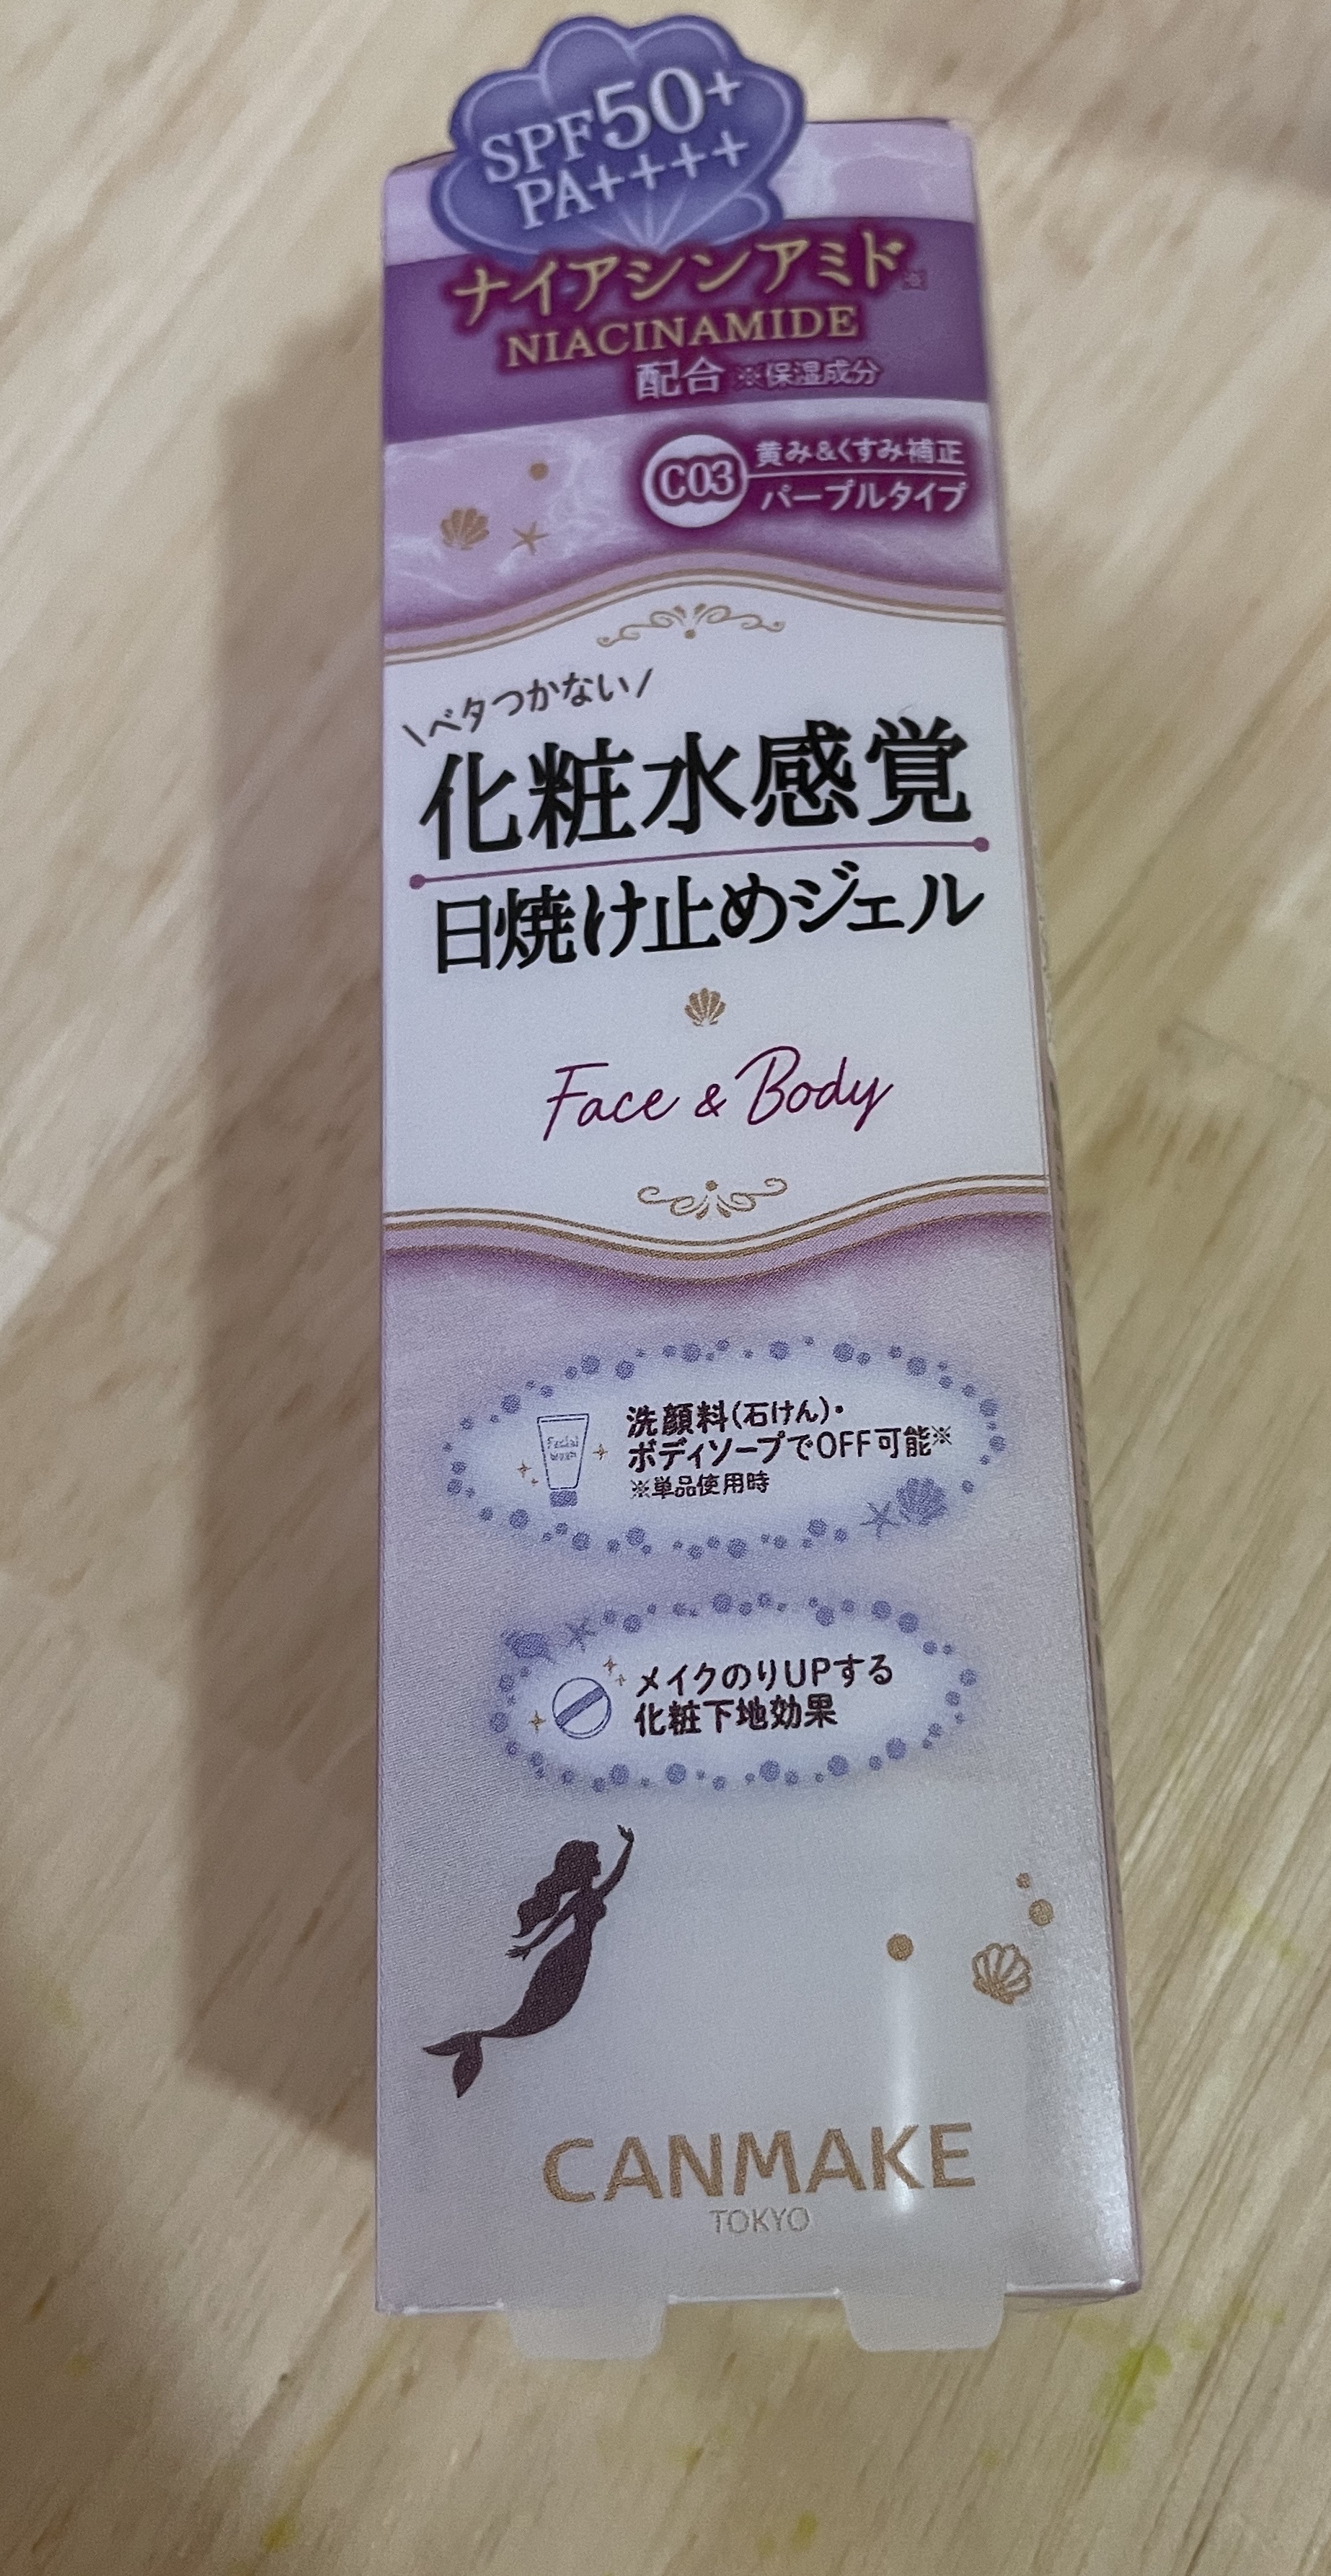 SPF50+
PA++++
ナイアシンアミド※
NIACINAMIDE
配合 ※保湿成分
C03 黄み&くすみ補正
パープルタイプ
\ベタつかない/
化粧水感覚
日焼け止めジェル
Face & Body
Facial
wash
洗顔料(石けん)・
ボディソープでOFF可能※
※単品使用時
メイクのりUPする
化粧下地効果
CANMAKE
TOKYO